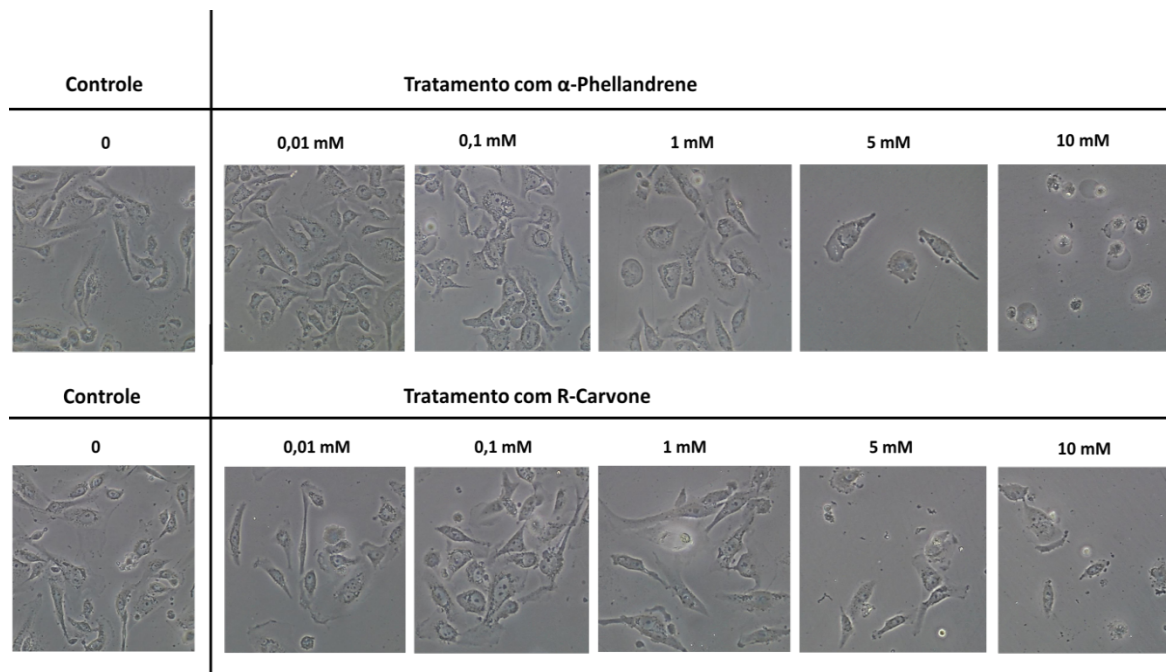 Controle Tratamento com α-Phellandrene
0 0,01 mM 0,1 mM 1 mM 5 mM 10 mM
Controle Tratamento com R-Carvone
0 0,01 mM 0,1 mM 1 mM 5 mM 10 mM